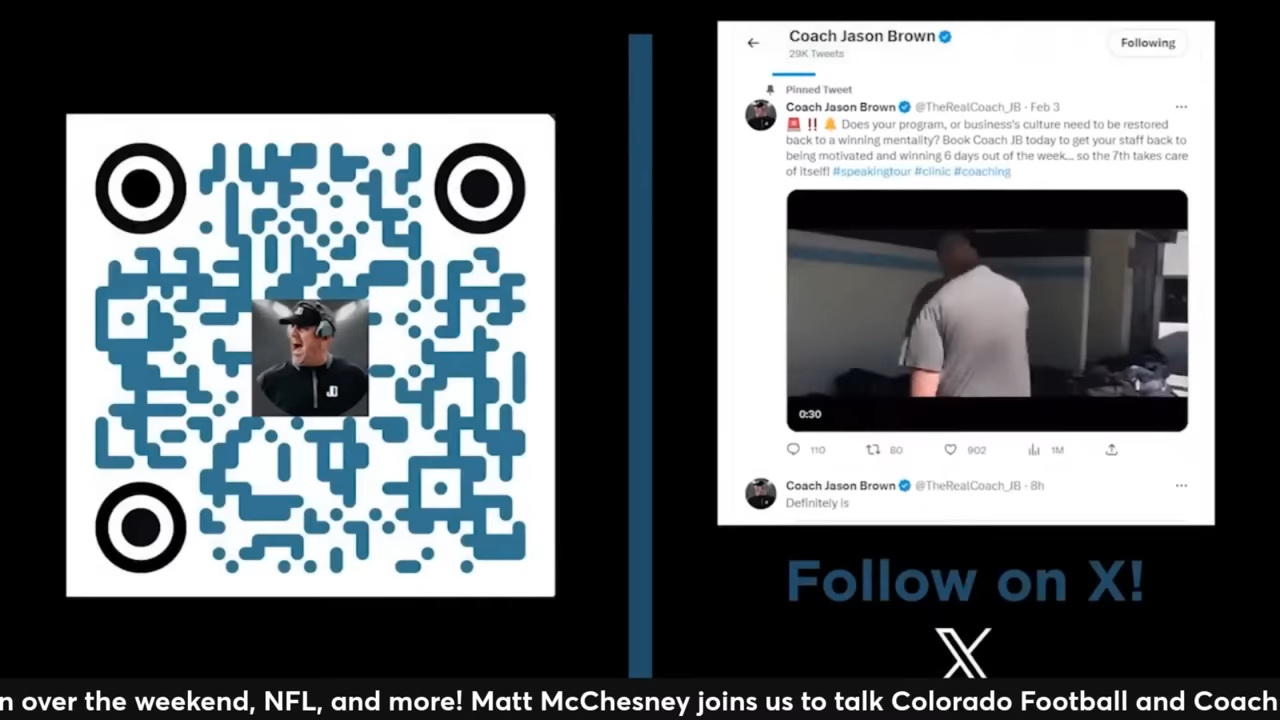 Coach Jason Brown
29K Tweets
Following
Pinned Tweet
Coach Jason Brown @TheRealCoach_JB · Feb 3
🚨 ‼️ 🔔 Does your program, or business's culture need to be restored
back to a winning mentality? Book Coach JB today to get your staff back to
being motivated and winning 6 days out of the week... so the 7th takes care
of itself! #speakingtour #clinic #coaching
0:30
110 80 902 1M
Coach Jason Brown @TheRealCoach_JB · 8h
Definitely is
Follow on X!
n over the weekend, NFL, and more! Matt McChesney joins us to talk Colorado Football and Coach